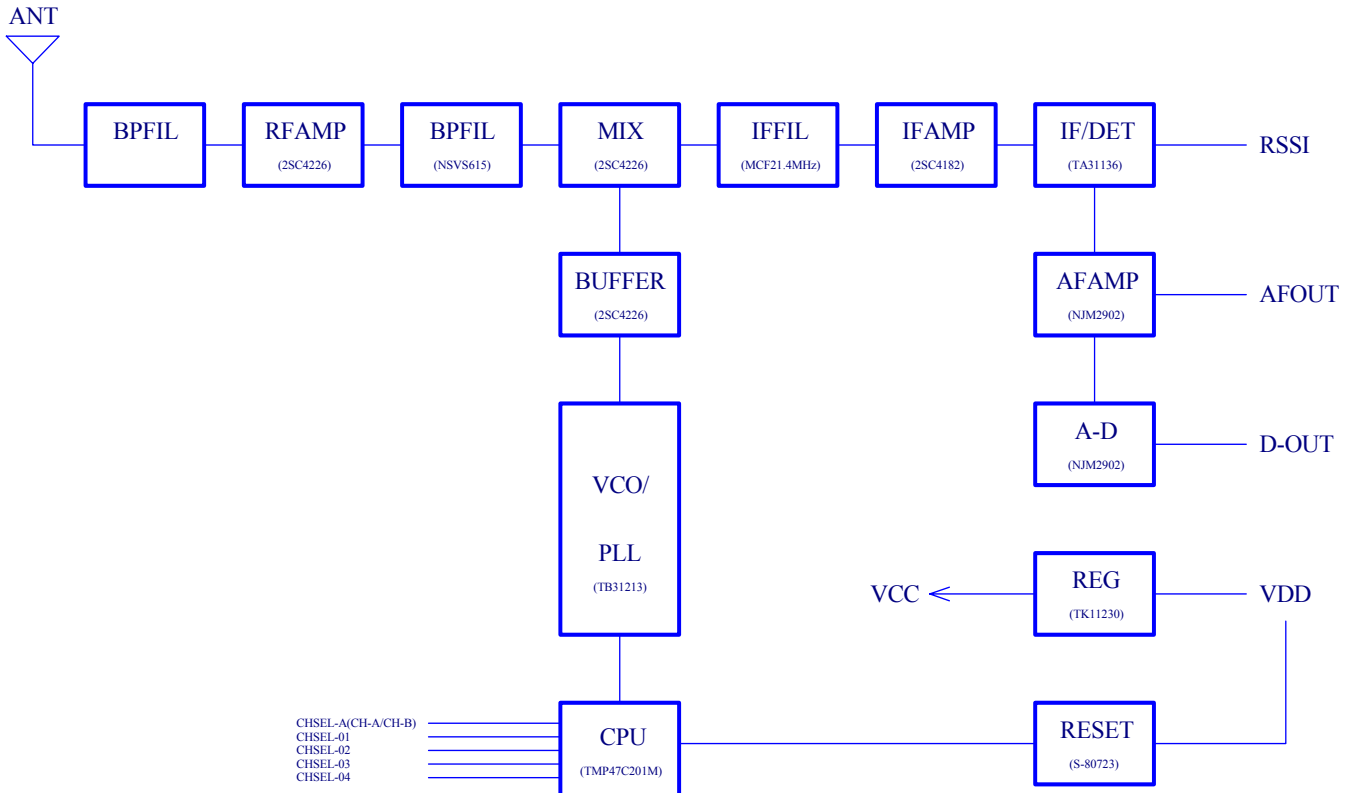 ANT
BPFIL
RFAMP
(2SC4226)
BPFIL
(NSVS615)
MIX
(2SC4226)
IFFIL
(MCF21.4MHz)
IFAMP
(2SC4182)
IF/DET
(TA31136)
RSSI
BUFFER
(2SC4226)
AFAMP
(NJM2902)
AFOUT
A-D
(NJM2902)
D-OUT
VCO/
PLL
(TB31213)
VCC
REG
(TK11230)
VDD
CHSEL-A(CH-A/CH-B)
CHSEL-01
CHSEL-02
CHSEL-03
CHSEL-04
CPU
(TMP47C201M)
RESET
(S-80723)